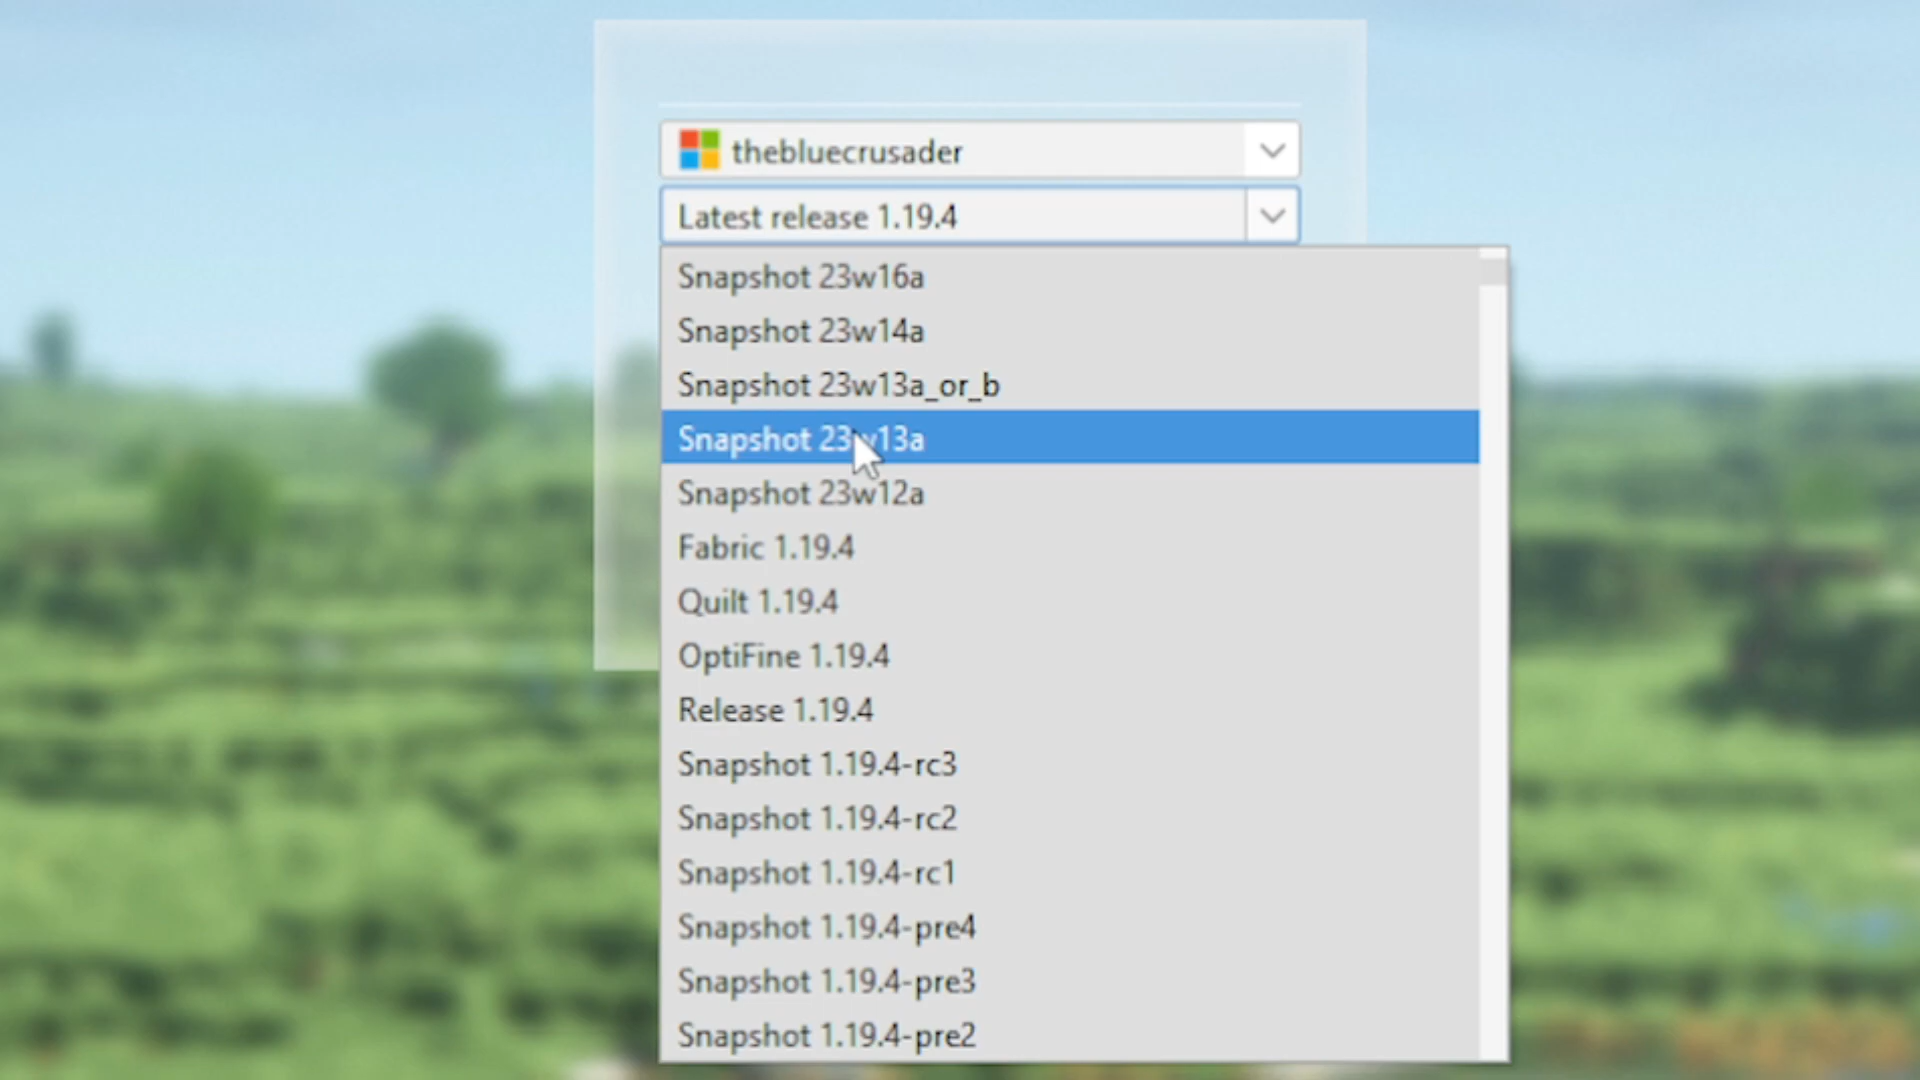 thebluecrusader
Latest release 1.19.4
Snapshot 23w16a
Snapshot 23w14a
Snapshot 23w13a_or_b
Snapshot 23w13a
Snapshot 23w12a
Fabric 1.19.4
Quilt 1.19.4
OptiFine 1.19.4
Release 1.19.4
Snapshot 1.19.4-rc3
Snapshot 1.19.4-rc2
Snapshot 1.19.4-rc1
Snapshot 1.19.4-pre4
Snapshot 1.19.4-pre3
Snapshot 1.19.4-pre2